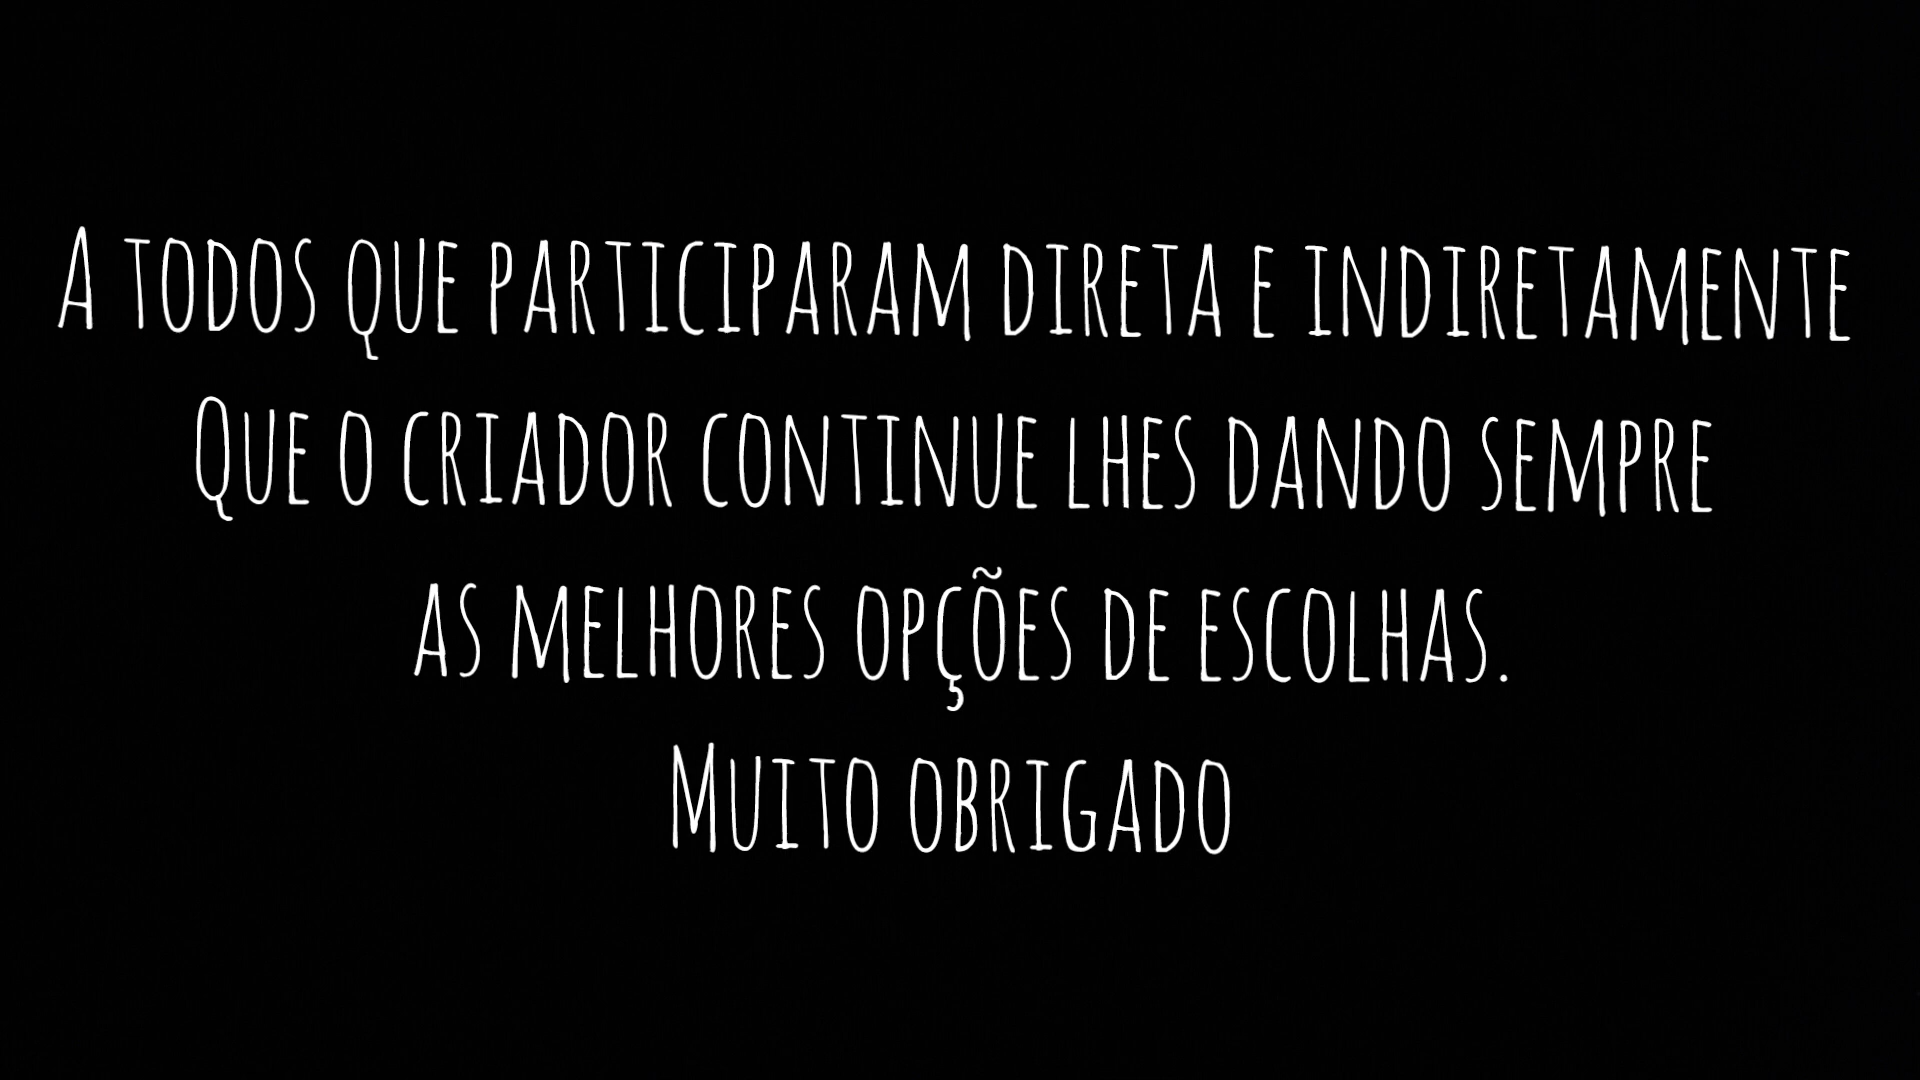 A todos que participaram direta e indiretamente
Que o criador continue lhes dando sempre
as melhores opções de escolhas.
Muito obrigado